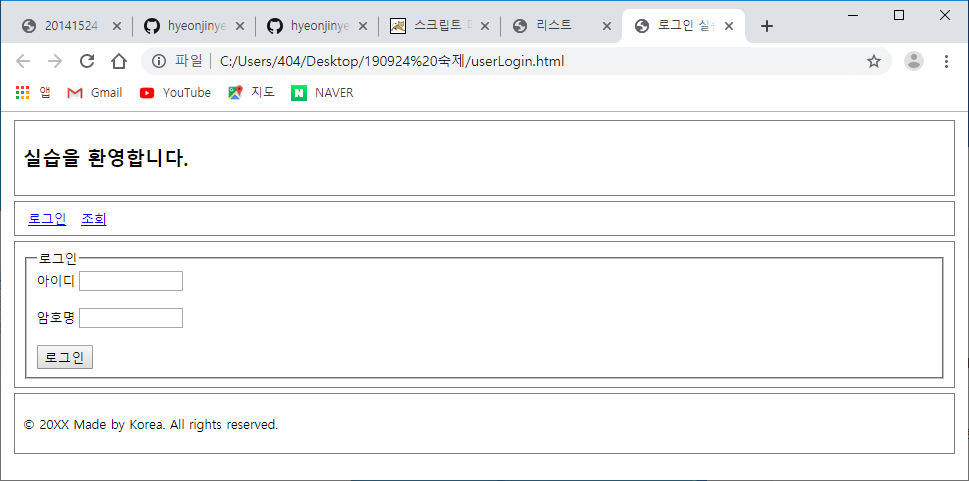 20141524
hyeonjinye
hyeonjinye
스크립트 다
리스트
로그인 실습
파일 | C:/Users/404/Desktop/190924%20숙제/userLogin.html
앱 Gmail YouTube 지도 N NAVER
실습을 환영합니다.
로그인 조회
로그인
아이디
암호명
로그인
© 20XX Made by Korea. All rights reserved.